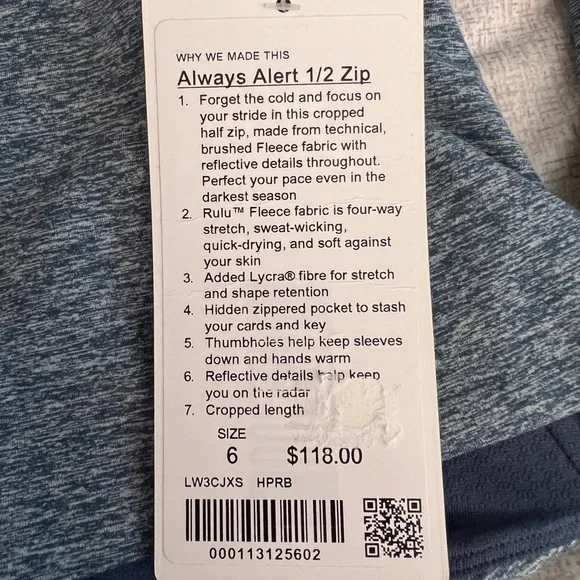 WHY WE MADE THIS
Always Alert 1/2 Zip
1. Forget the cold and focus on
your stride in this cropped
half zip, made from technical,
brushed Fleece fabric with
reflective details throughout.
Perfect your pace even in the
darkest season
2. Rulu™ Fleece fabric is four-way
stretch, sweat-wicking,
quick-drying, and soft against
your skin
3. Added Lycra® fibre for stretch
and shape retention
4. Hidden zippered pocket to stash
your cards and key
5. Thumbholes help keep sleeves
down and hands warm
6. Reflective details help keep
you on the radar
7. Cropped length
SIZE
6 $118.00
LW3CJXS HPRB
000113125602